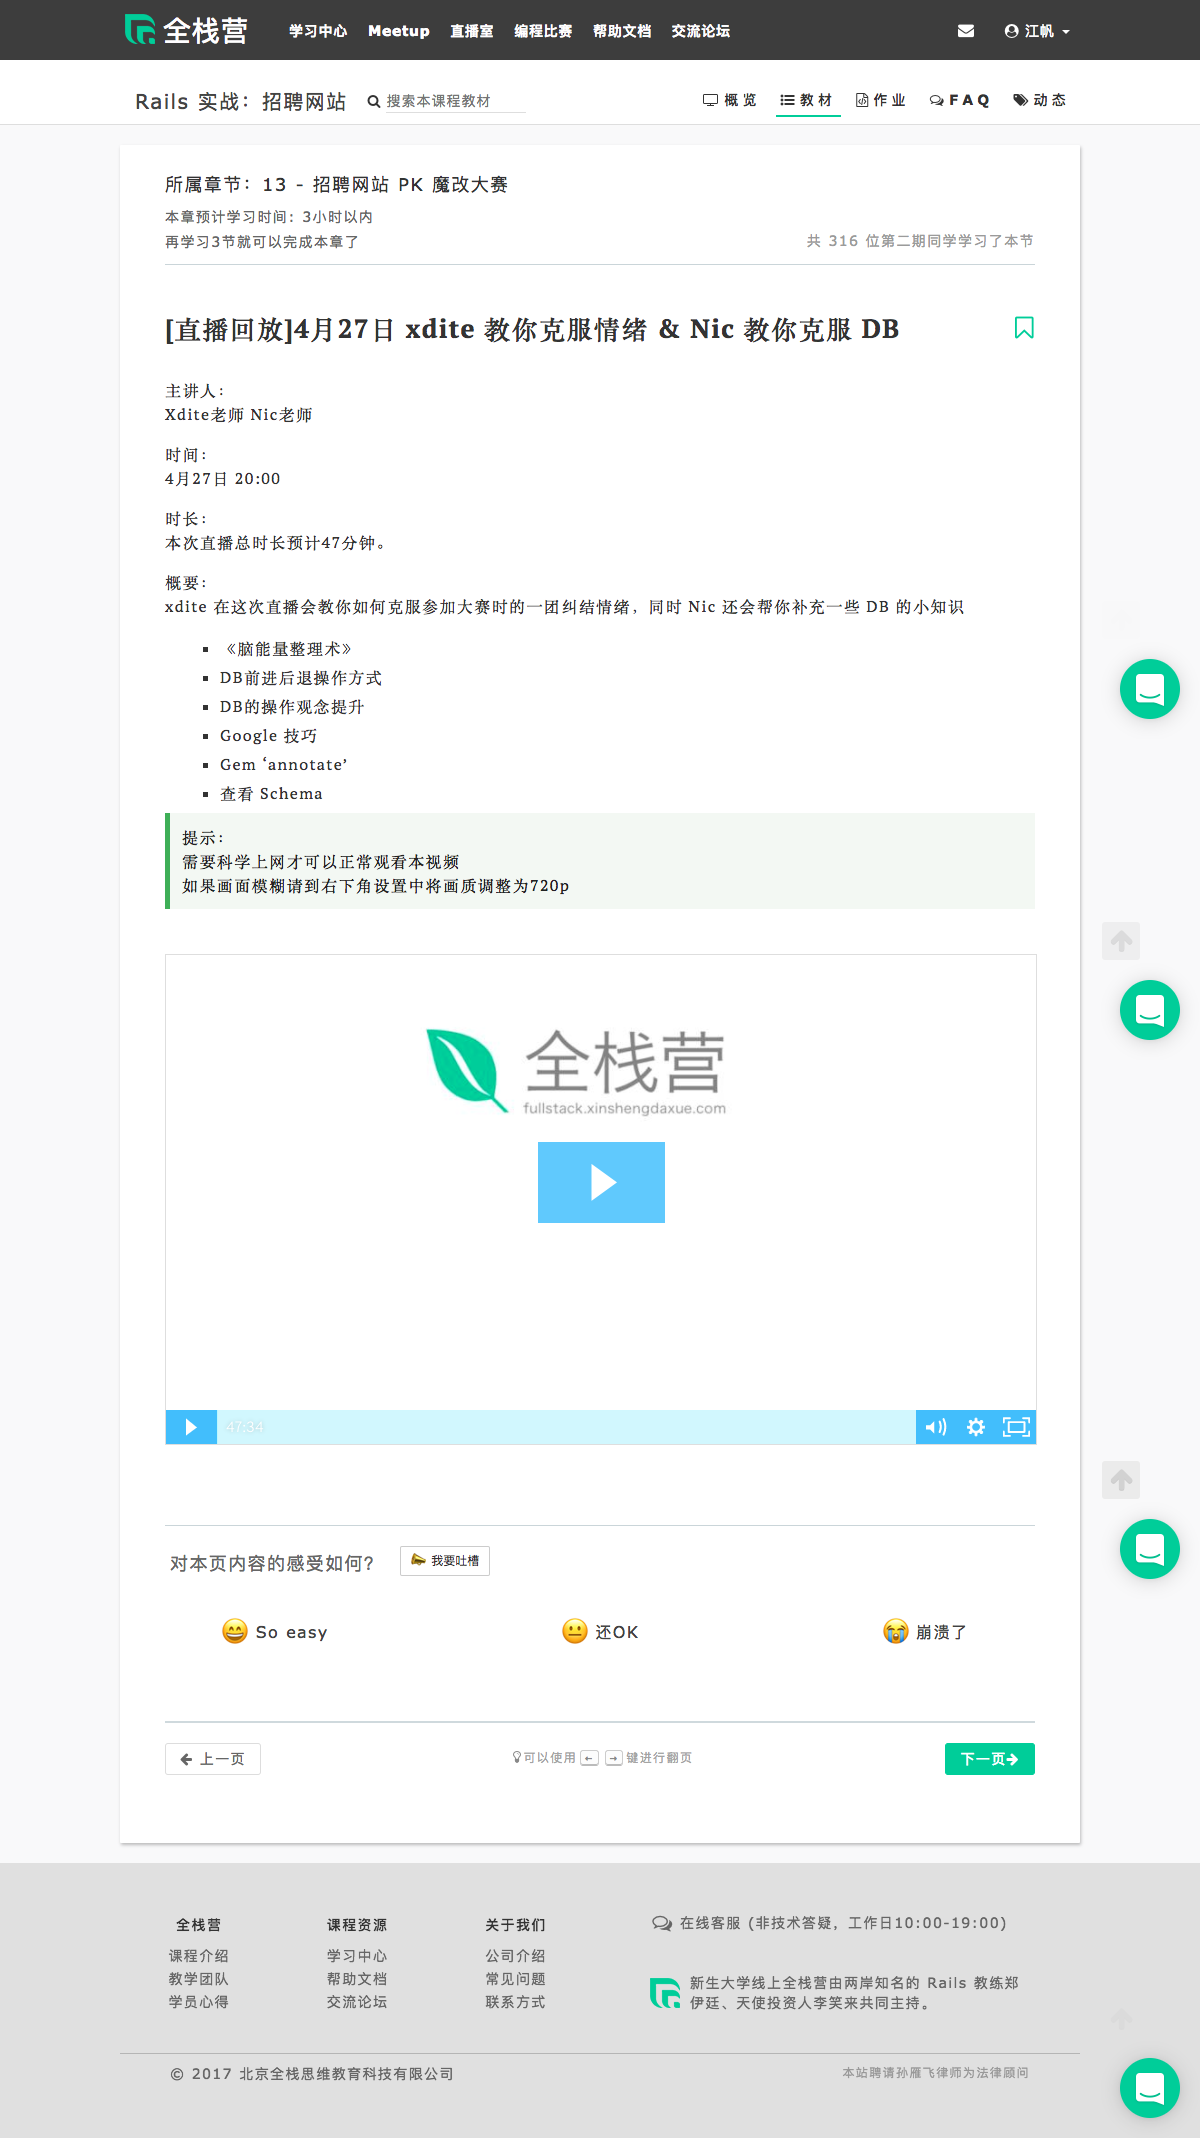 全栈营
学习中心 Meetup 直播室 编程比赛 帮助文档 交流论坛 江帆
Rails 实战：招聘网站 搜索本课程教材 概览 教材 作业 FAQ 动态
所属章节：13 - 招聘网站 PK 魔改大赛
本章预计学习时间：3小时以内
再学习3节就可以完成本章了 共 316 位第二期同学学习了本节
[直播回放]4月27日 xdite 教你克服情绪 & Nic 教你克服 DB
主讲人：
Xdite老师 Nic老师
时间：
4月27日 20:00
时长：
本次直播总时长预计47分钟。
概要：
xdite 在这次直播会教你如何克服参加大赛时的一团纠结情绪，同时 Nic 还会帮你补充一些 DB 的小知识
《脑能量整理术》
DB前进后退操作方式
DB的操作观念提升
Google 技巧
Gem ‘annotate’
查看 Schema
提示：
需要科学上网才可以正常观看本视频
如果画面模糊请到右下角设置中将画质调整为720p
全栈营
fullstack.xinshengdaxue.com
47:34
对本页内容的感受如何？ 我要吐槽
So easy 还OK 崩溃了
上一页 可以使用 ← → 键进行翻页 下一页
全栈营 课程资源 关于我们 在线客服 (非技术答疑，工作日10:00-19:00)
课程介绍 学习中心 公司介绍
教学团队 帮助文档 常见问题
学员心得 交流论坛 联系方式
新生大学线上全栈营由两岸知名的 Rails 教练郑
伊廷、天使投资人李笑来共同主持。
© 2017 北京全栈思维教育科技有限公司 本站聘请孙雁飞律师为法律顾问